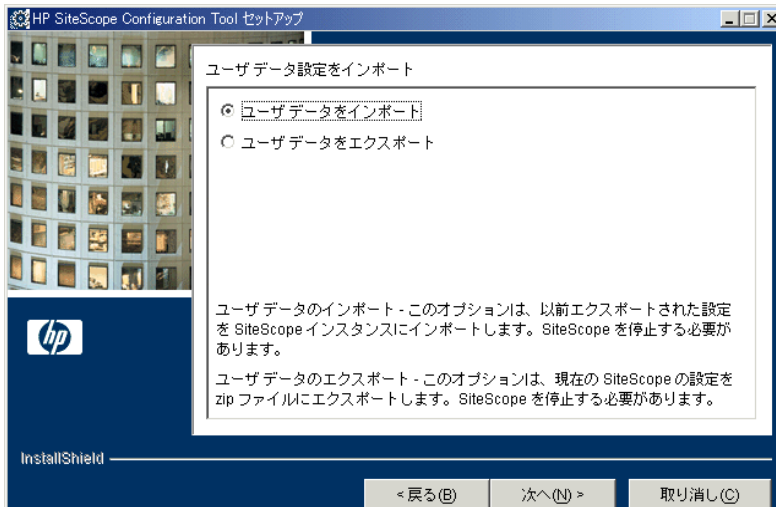 HP SiteScope Configuration Tool セットアップ
ユーザ データ設定をインポート
ユーザ データをインポート
ユーザ データをエクスポート
ユーザ データのインポート - このオプションは、以前エクスポートされた設定
を SiteScope インスタンスにインポートします。SiteScope を停止する必要が
あります。
ユーザ データのエクスポート - このオプションは、現在の SiteScope の設定を
zip ファイルにエクスポートします。SiteScope を停止する必要があります。
hp
InstallShield
<戻る(B)
次へ(N) >
取り消し(C)